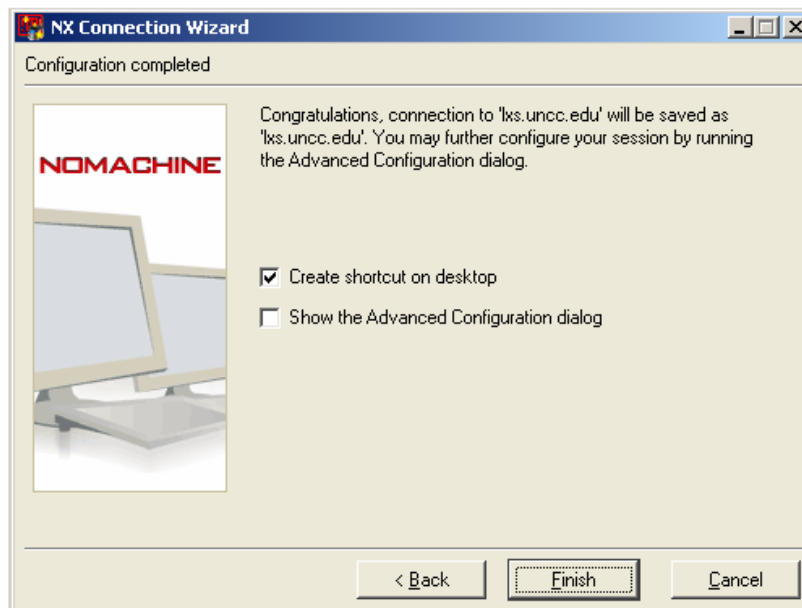 NX Connection Wizard
Configuration completed
NOMACHINE
Congratulations, connection to 'lxs.uncc.edu' will be saved as
'lxs.uncc.edu'. You may further configure your session by running
the Advanced Configuration dialog.
Create shortcut on desktop
Show the Advanced Configuration dialog
< Back
Finish
Cancel